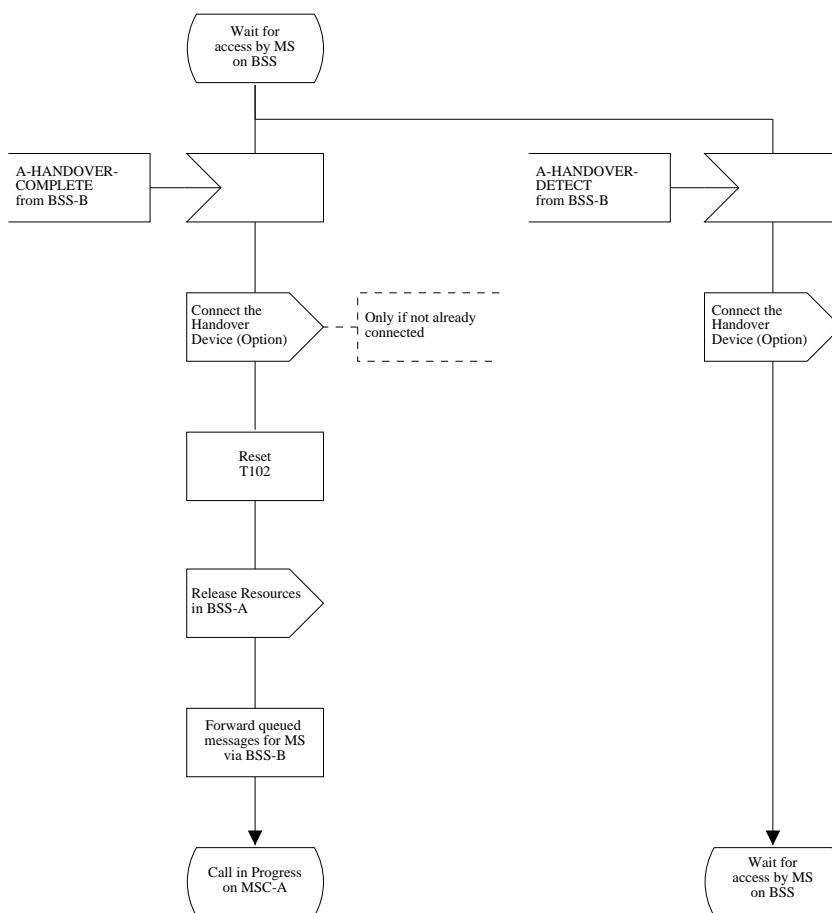 Wait for
access by MS
on BSS
A-HANDOVER-
COMPLETE
from BSS-B
A-HANDOVER-
DETECT
from BSS-B
Connect the
Handover
Device (Option)
Only if not already
connected
Connect the
Handover
Device (Option)
Reset
T102
Release Resources
in BSS-A
Forward queued
messages for MS
via BSS-B
Call in Progress
on MSC-A
Wait for
access by MS
on BSS